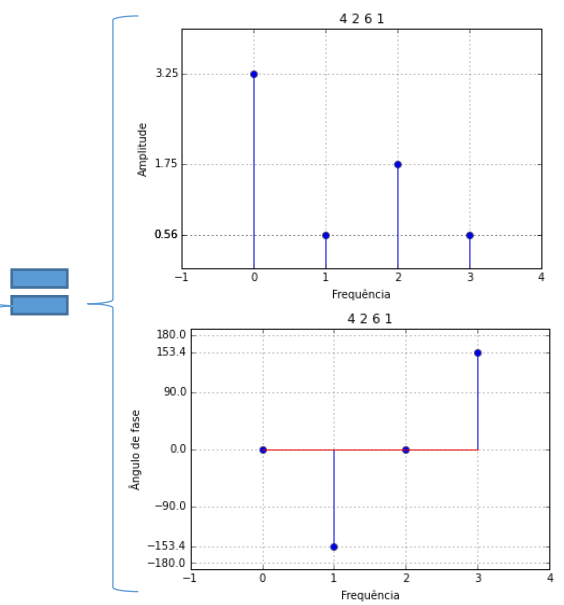 4 2 6 1
Amplitude
3.25
1.75
0.56
−1 0 1 2 3 4
Frequência
4 2 6 1
Ângulo de fase
180.0
153.4
90.0
0.0
−90.0
−153.4
−180.0
−1 0 1 2 3 4
Frequência